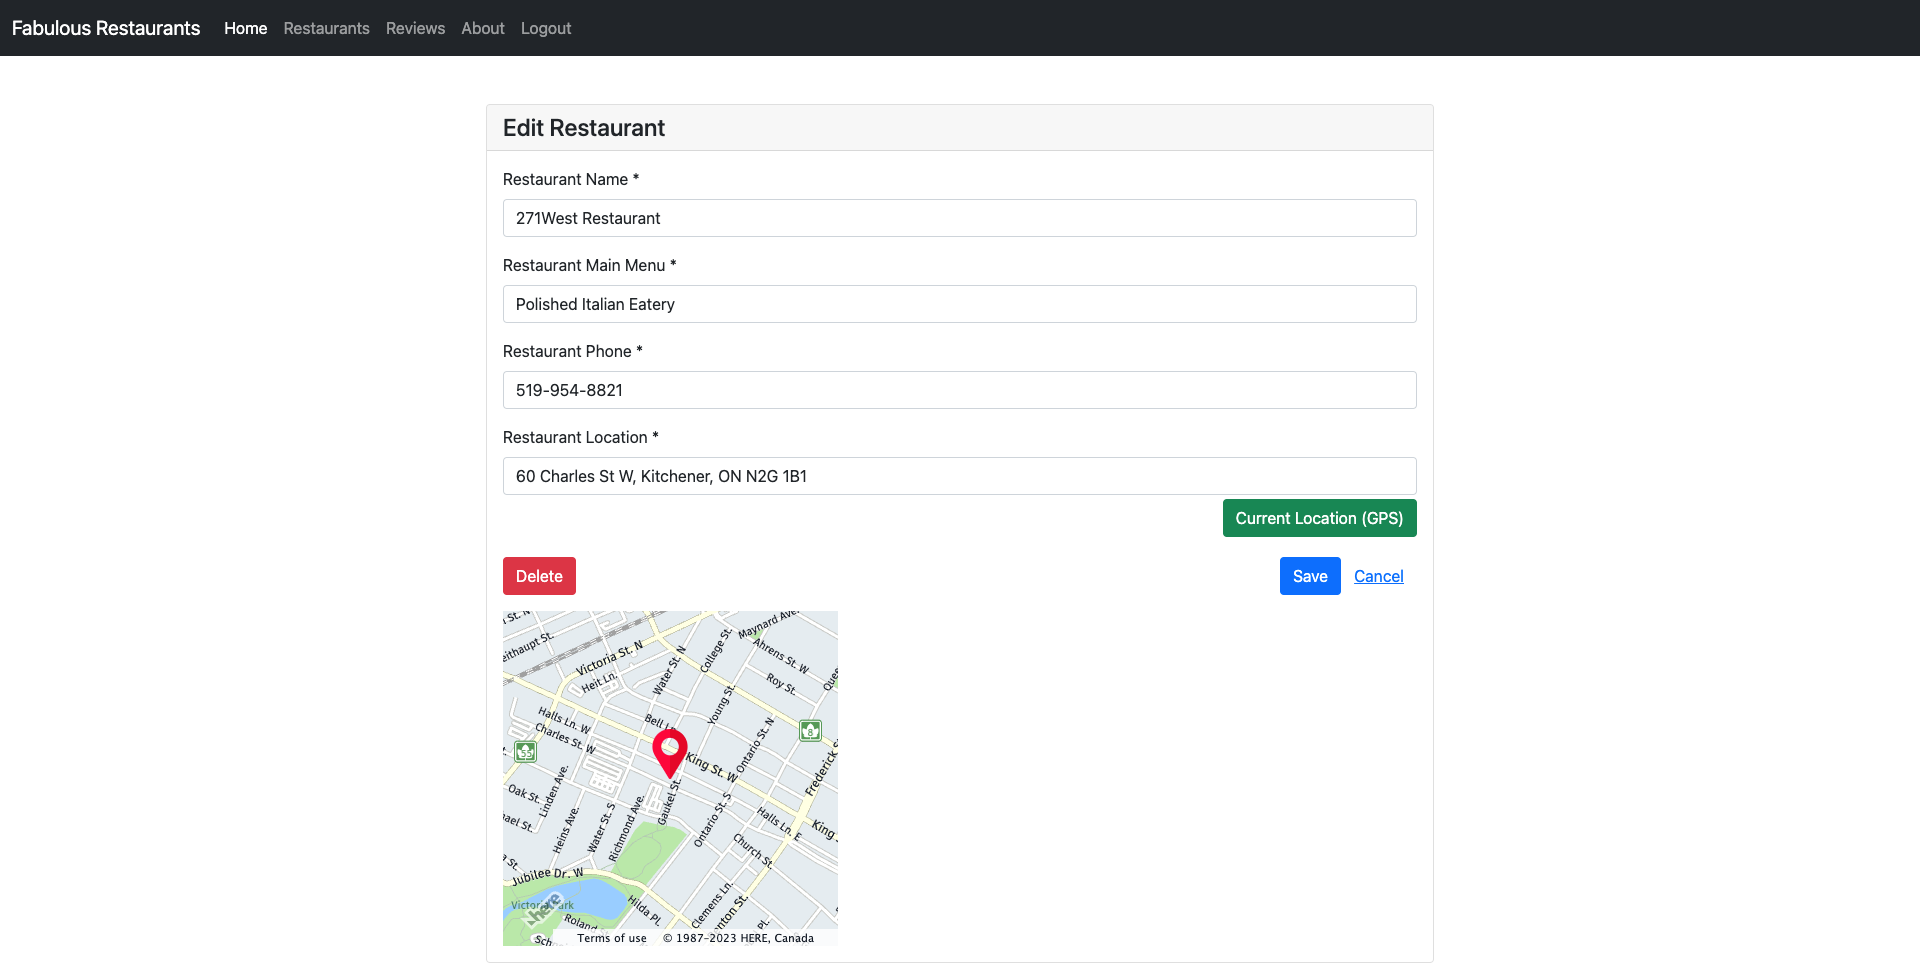 Fabulous Restaurants Home Restaurants Reviews About Logout
Edit Restaurant
Restaurant Name *
271West Restaurant
Restaurant Main Menu *
Polished Italian Eatery
Restaurant Phone *
519-954-8821
Restaurant Location *
60 Charles St W, Kitchener, ON N2G 1B1
Current Location (GPS)
Delete Save Cancel
Maynard Ave.
Ahrens St. W
College St.
Victoria St. N
Water St. N
Heit Ln.
Roy St.
Young St.
Halls Ln. W
Charles St. W
Bell
Ontario St. N
8
55
King St. W
Frederick
Linden Ave.
Oak St.
Gaukel St.
Heins Ave.
Water St. S
Richmond Ave.
Ontario St. S
Halls Ln. E
King
Church St.
Jubilee Dr. W
Clemens Ln.
Hilda Pl.
here
Roland
Terms of use © 1987-2023 HERE, Canada